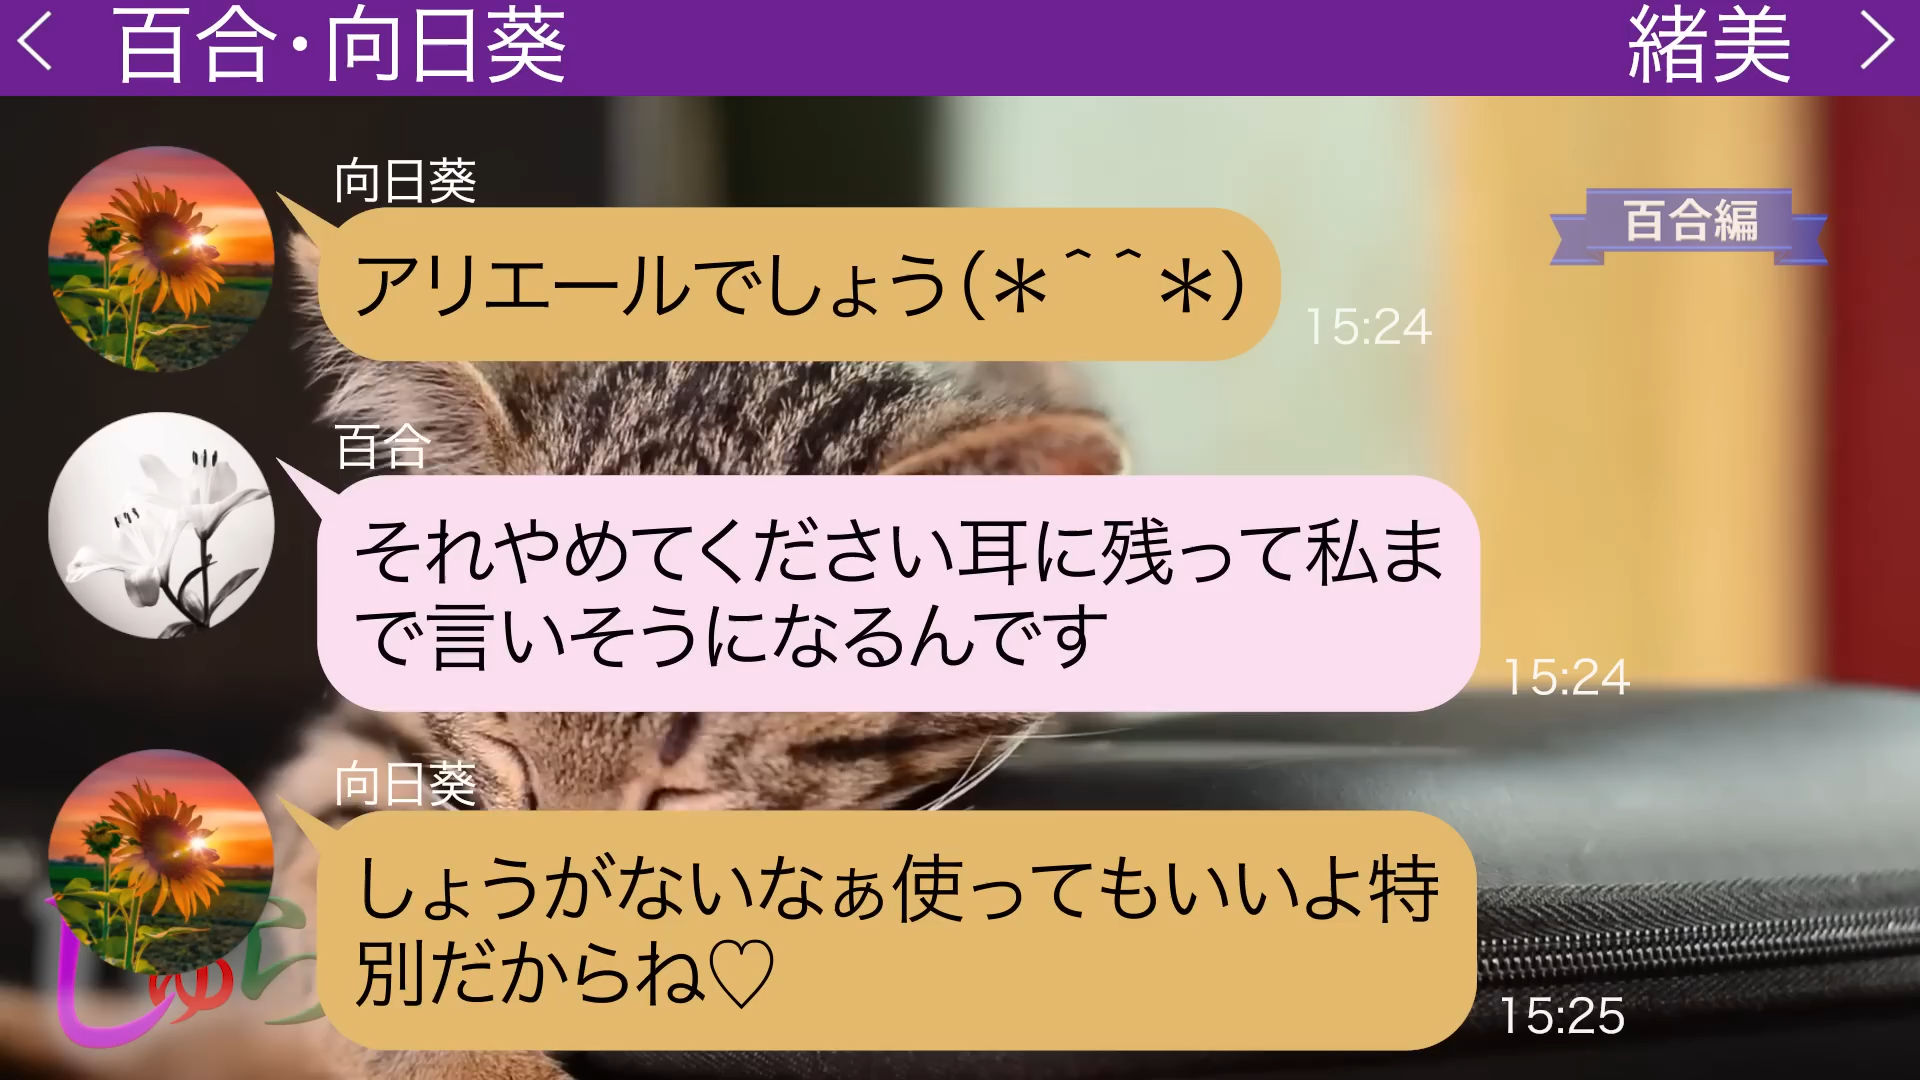 百合・向日葵
緒美
向日葵
アリエールでしょう(＊＾＾＊)
15:24
百合編
百合
それやめてください耳に残って私ま
で言いそうになるんです
15:24
向日葵
しょうがないなぁ使ってもいいよ特
別だからね♡
15:25
しゅら